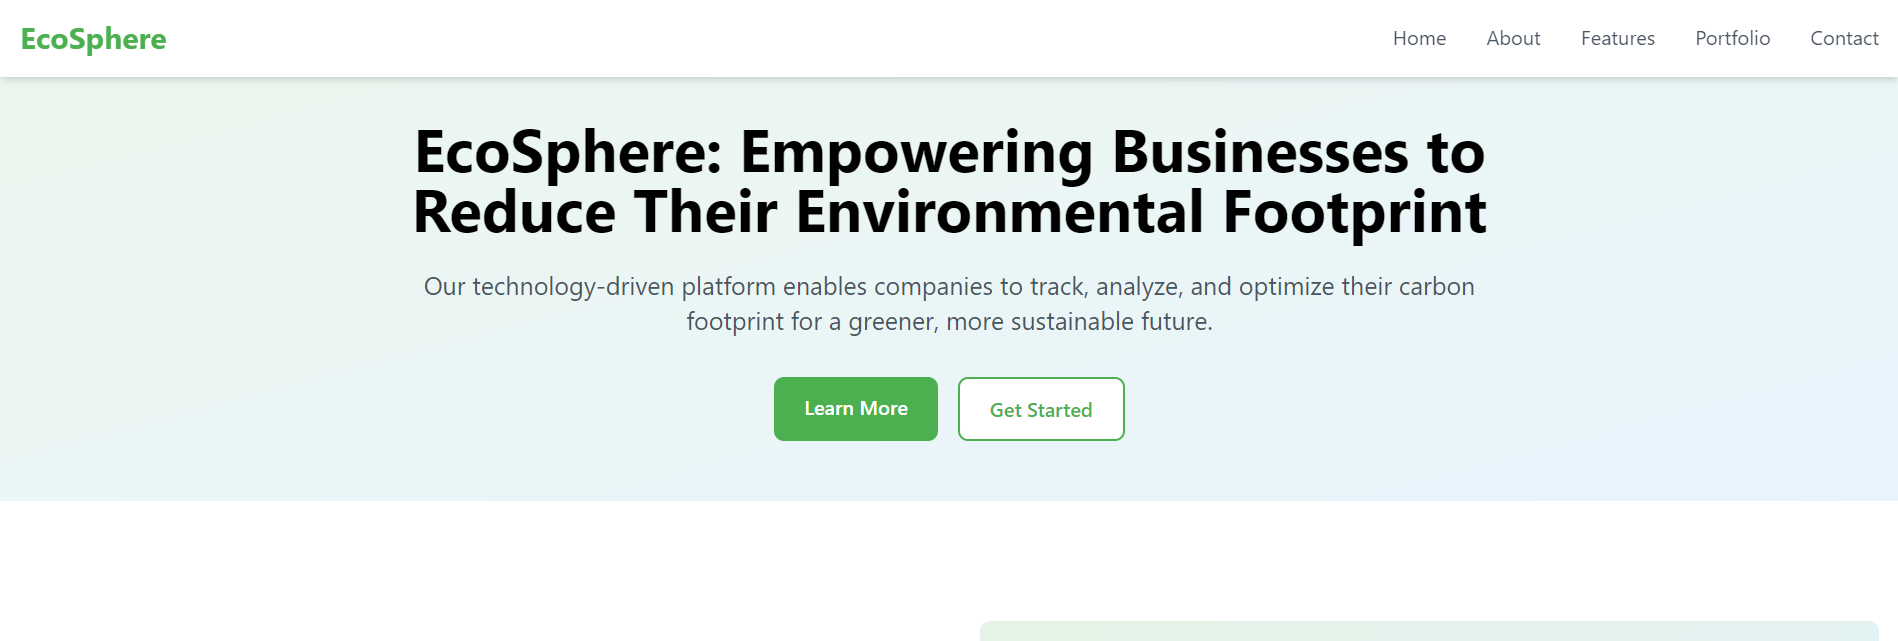 EcoSphere
Home About Features Portfolio Contact
EcoSphere: Empowering Businesses to
Reduce Their Environmental Footprint
Our technology-driven platform enables companies to track, analyze, and optimize their carbon
footprint for a greener, more sustainable future.
Learn More
Get Started